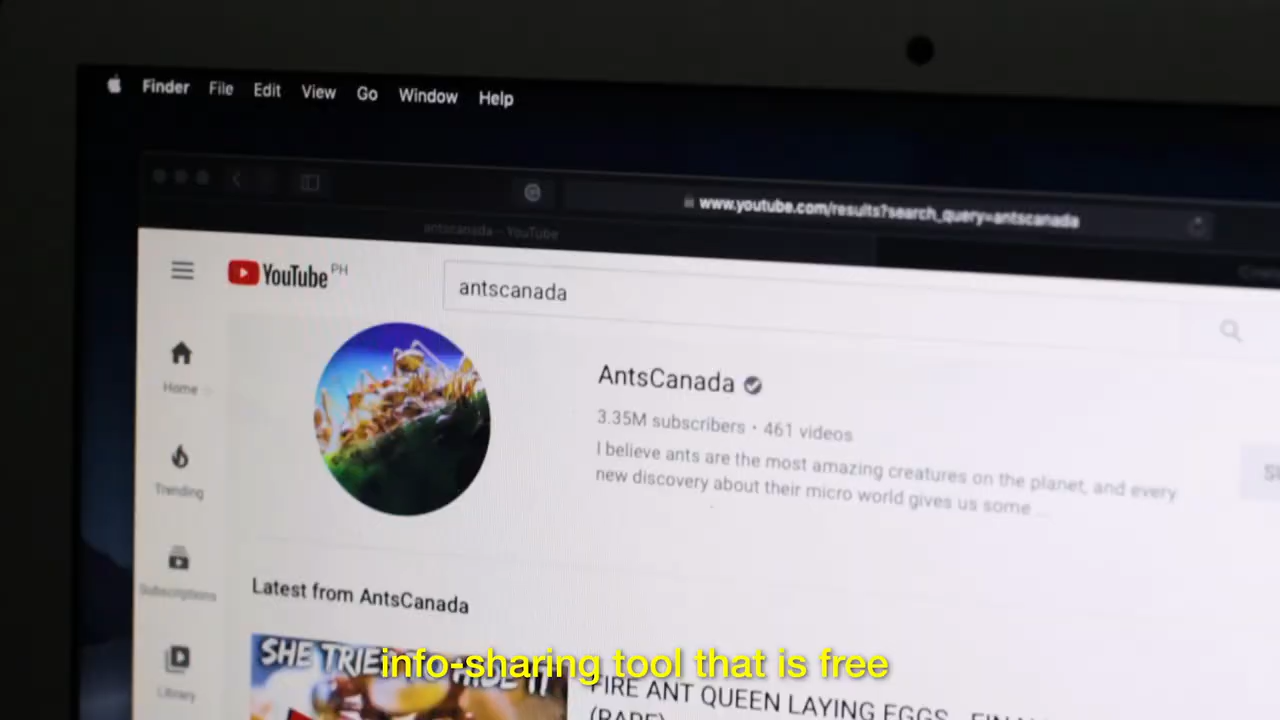 Finder File Edit View Go Window Help
www.youtube.com/results?search_query=antscanada
antscanada - YouTube
YouTube PH
antscanada
Home
AntsCanada
3.35M subscribers • 461 videos
I believe ants are the most amazing creatures on the planet, and every
new discovery about their micro world gives us some ...
Trending
Subscriptions
Latest from AntsCanada
Library
SHE TRIED
IT
FIRE ANT QUEEN LAYING EGGS -
(RARE)
info-sharing tool that is free